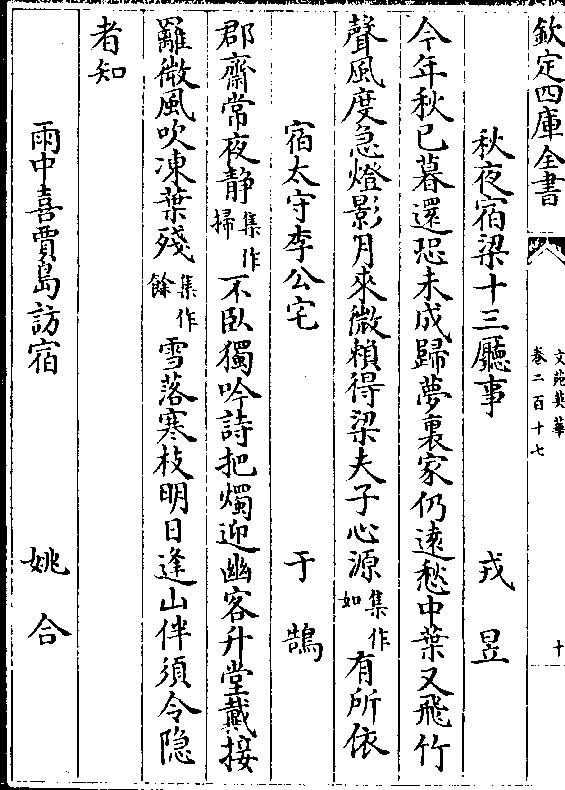 欽定四庫全書
文苑英華
卷二百十七
十
秋夜宿梁十三廳事
戎昱
今年秋已暮還恐未成歸夢裏家仍遠愁中葉又飛竹
聲風度急燈影月來微賴得梁夫子心源集作如有所依
宿太守李公宅
于鵠
郡齋常夜靜集作掃不臥獨吟詩把燭迎幽客升堂戴接
䍦微風吹凍葉殘集作餘雪落寒枝明日逢山伴須令隐
者知
雨中喜賈島訪宿
姚合